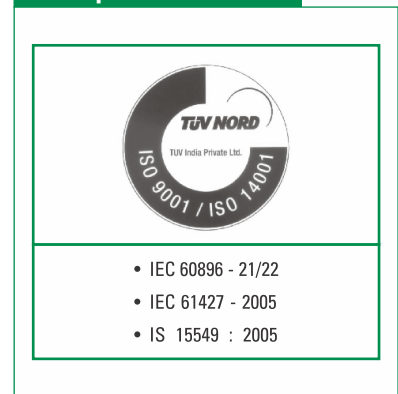 TÜV NORD
TUV India Private Ltd.
ISO 9001 / ISO 14001
• IEC 60896 - 21/22
• IEC 61427 - 2005
• IS 15549 : 2005